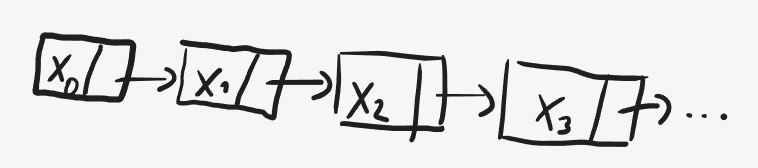 X₀ X₁ X₂ X₃ ...